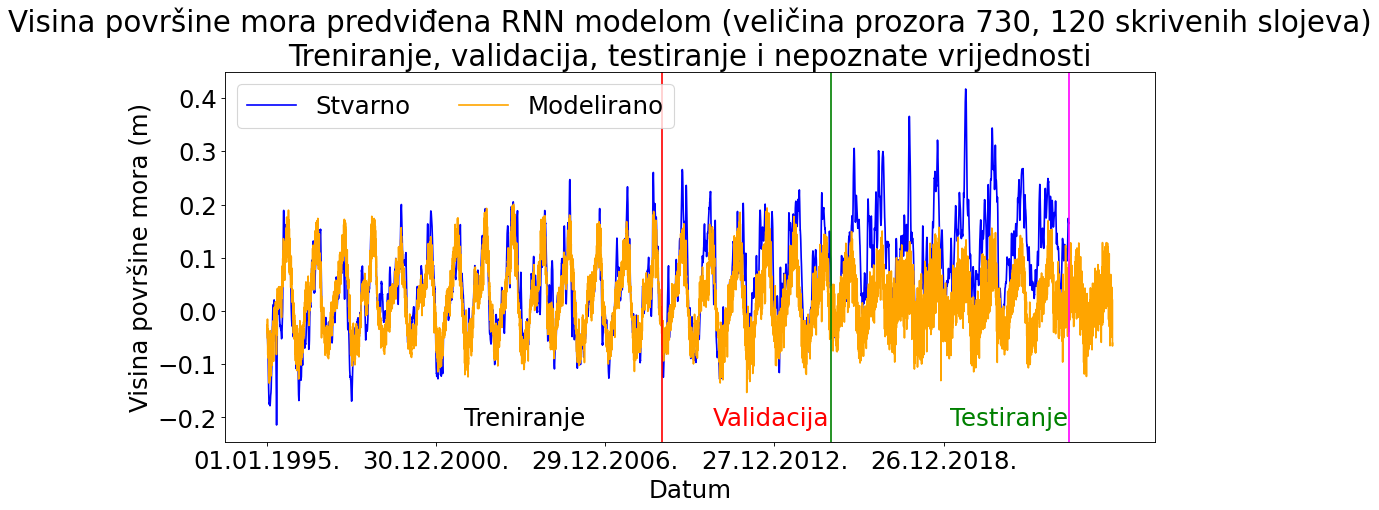 Visina površine mora predviđena RNN modelom (veličina prozora 730, 120 skrivenih slojeva)
Treniranje, validacija, testiranje i nepoznate vrijednosti
Stvarno Modelirano
Visina površine mora (m)
0.4
0.3
0.2
0.1
0.0
−0.1
−0.2
Treniranje Validacija Testiranje
01.01.1995. 30.12.2000. 29.12.2006. 27.12.2012. 26.12.2018.
Datum